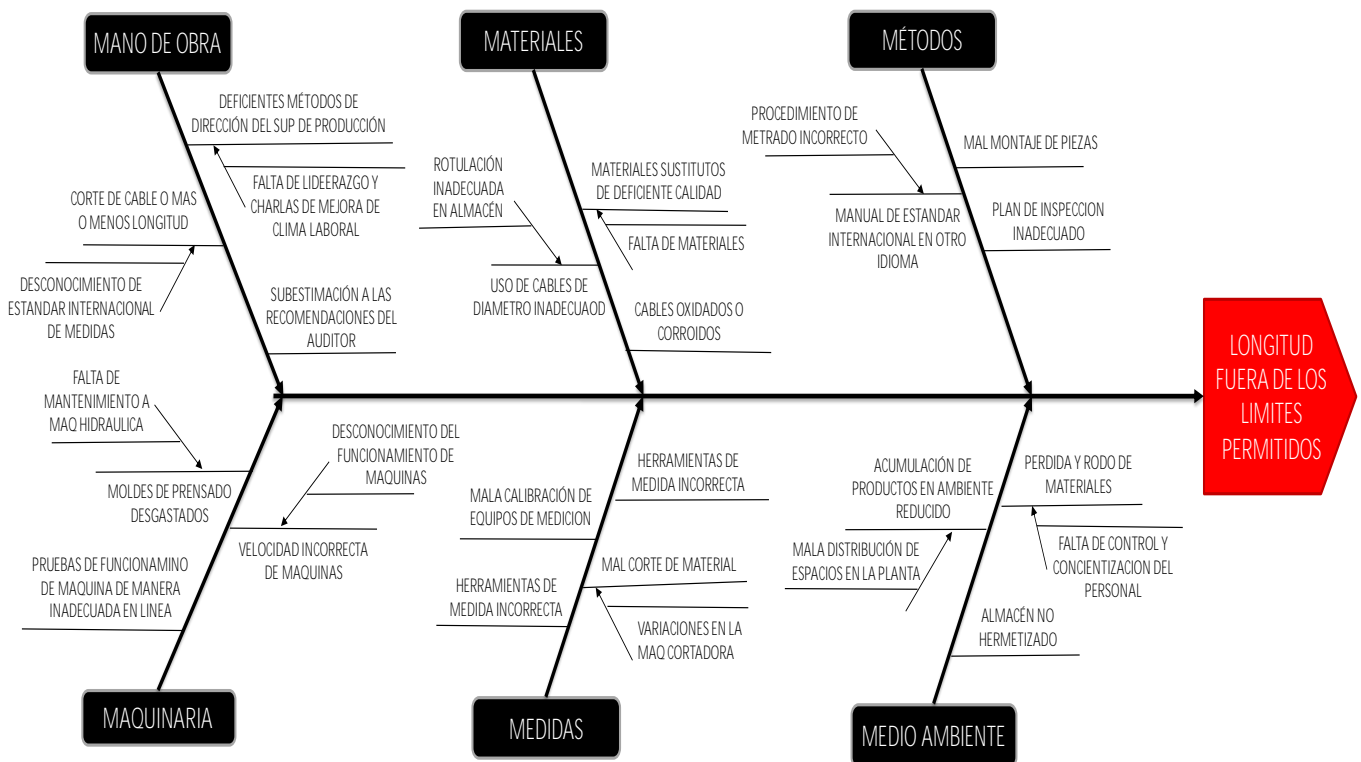 MANO DE OBRA
MATERIALES
MÉTODOS
DEFICIENTES MÉTODOS DE
DIRECCIÓN DEL SUP DE PRODUCCIÓN
FALTA DE LIDEERAZGO Y
CHARLAS DE MEJORA DE
CLIMA LABORAL
CORTE DE CABLE O MAS
O MENOS LONGITUD
DESCONOCIMIENTO DE
ESTANDAR INTERNACIONAL
DE MEDIDAS
SUBESTIMACIÓN A LAS
RECOMENDACIONES DEL
AUDITOR
ROTULACIÓN
INADECUADA
EN ALMACÉN
MATERIALES SUSTITUTOS
DE DEFICIENTE CALIDAD
FALTA DE MATERIALES
USO DE CABLES DE
DIAMETRO INADECUAOD
CABLES OXIDADOS O
CORROIDOS
PROCEDIMIENTO DE
METRADO INCORRECTO
MAL MONTAJE DE PIEZAS
MANUAL DE ESTANDAR
INTERNACIONAL EN OTRO
IDIOMA
PLAN DE INSPECCION
INADECUADO
LONGITUD
FUERA DE LOS
LIMITES
PERMITIDOS
FALTA DE
MANTENIMIENTO A
MAQ HIDRAULICA
MOLDES DE PRENSADO
DESGASTADOS
DESCONOCIMIENTO DEL
FUNCIONAMIENTO DE
MAQUINAS
VELOCIDAD INCORRECTA
DE MAQUINAS
PRUEBAS DE FUNCIONAMINO
DE MAQUINA DE MANERA
INADECUADA EN LINEA
HERRAMIENTAS DE
MEDIDA INCORRECTA
MALA CALIBRACIÓN DE
EQUIPOS DE MEDICION
MAL CORTE DE MATERIAL
HERRAMIENTAS DE
MEDIDA INCORRECTA
VARIACIONES EN LA
MAQ CORTADORA
ACUMULACIÓN DE
PRODUCTOS EN AMBIENTE
REDUCIDO
PERDIDA Y RODO DE
MATERIALES
MALA DISTRIBUCIÓN DE
ESPACIOS EN LA PLANTA
FALTA DE CONTROL Y
CONCIENTIZACION DEL
PERSONAL
ALMACÉN NO
HERMETIZADO
MAQUINARIA
MEDIDAS
MEDIO AMBIENTE